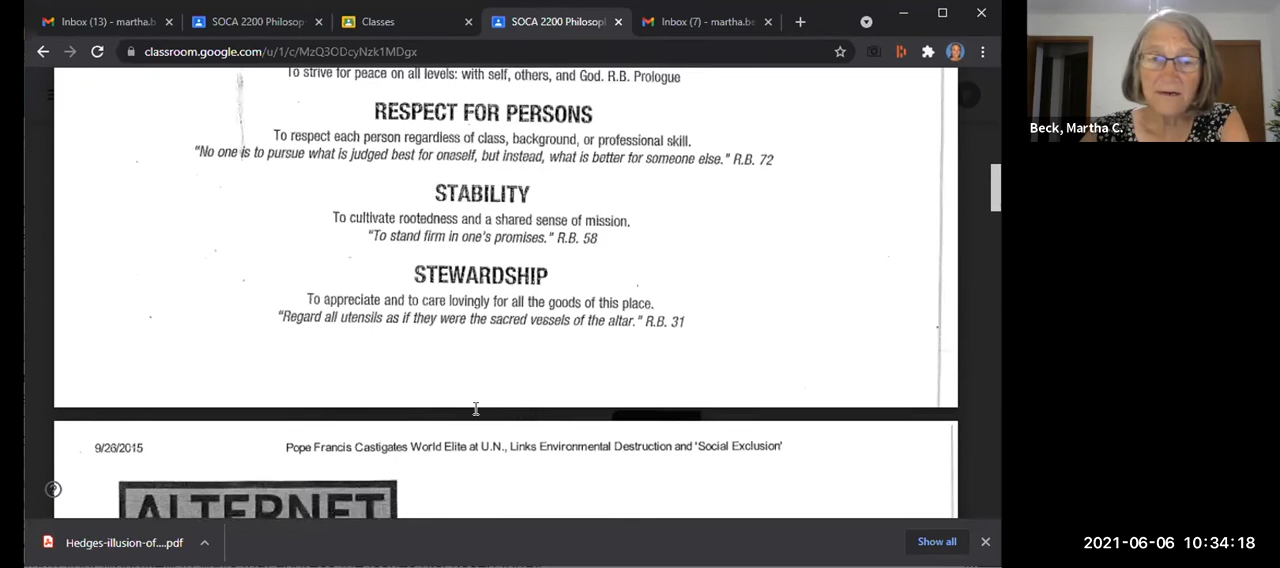 Inbox (13) - martha.b
SOCA 2200 Philosop
Classes
SOCA 2200 Philosop
Inbox (7) - martha.be
classroom.google.com/u/1/c/MzQ3ODcyNzk1MDgx
To strive for peace on all levels: with self, others, and God. R.B. Prologue
RESPECT FOR PERSONS
To respect each person regardless of class, background, or professional skill.
"No one is to pursue what is judged best for oneself, but instead, what is better for someone else." R.B. 72
STABILITY
To cultivate rootedness and a shared sense of mission.
"To stand firm in one's promises." R.B. 58
STEWARDSHIP
To appreciate and to care lovingly for all the goods of this place.
"Regard all utensils as if they were the sacred vessels of the altar." R.B. 31
9/26/2015
Pope Francis Castigates World Elite at U.N., Links Environmental Destruction and 'Social Exclusion'
ALTERNET
Hedges-illusion-of....pdf
Show all
Beck, Martha C.
2021-06-06 10:34:18